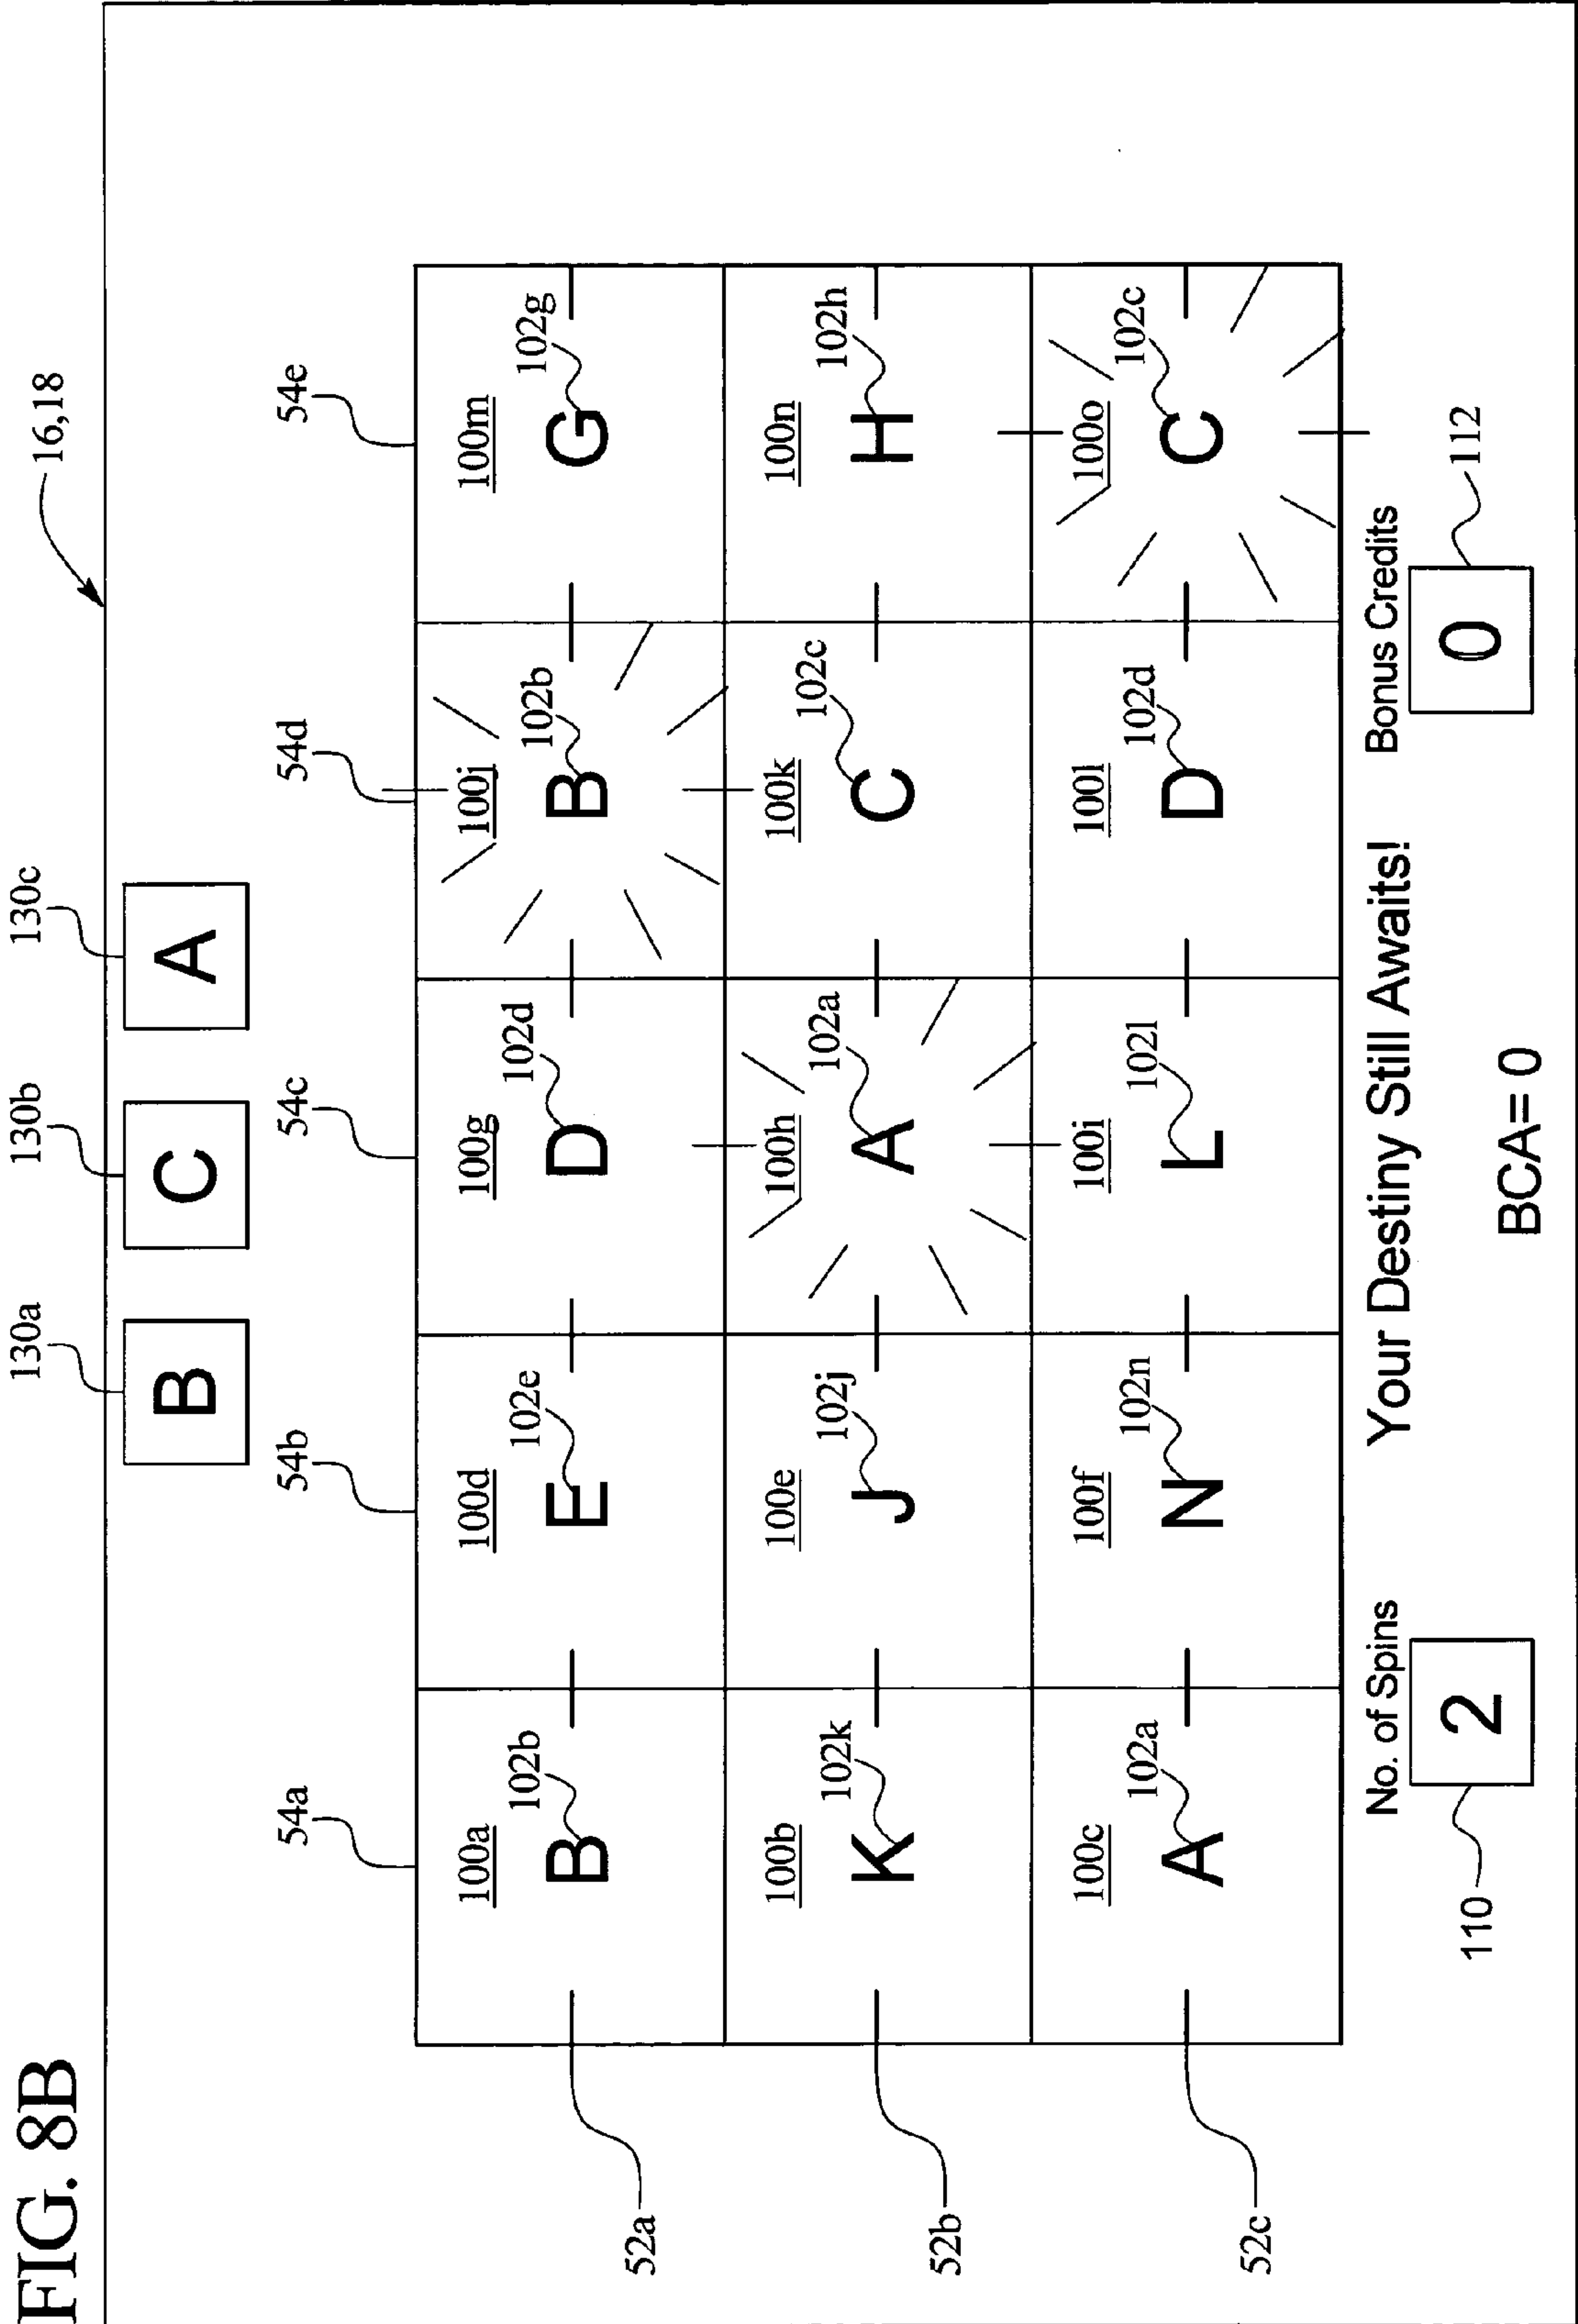 FIG. 8B
16,18
130a 130b 130c
B C A
54a 54b 54c 54d 54e
100a 100d 100g 100j 100m
102b 102e 102d 102b 102g
B E D B G
52a
100b 100e 100h 100k 100n
102k 102j 102a 102c 102h
K J A C H
52b
100c 100f 100i 100l 100o
102a 102n 102l 102d 102c
A N L D C
52c
No. of Spins Your Destiny Still Awaits! Bonus Credits
110 2 0 112
BCA= 0